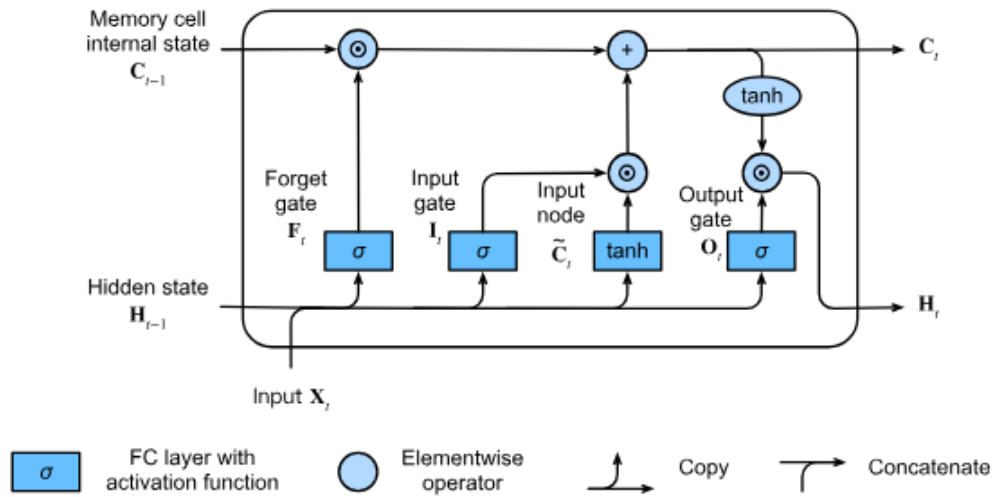 Memory cell
internal state
C_{t-1}
⊙
+
C_t
tanh
Forget
gate
F_t
Input
gate
I_t
Input
node
C̃_t
⊙
Output
gate
O_t
⊙
σ
σ
tanh
σ
Hidden state
H_{t-1}
H_t
Input X_t
σ
FC layer with
activation function
Elementwise
operator
Copy
Concatenate